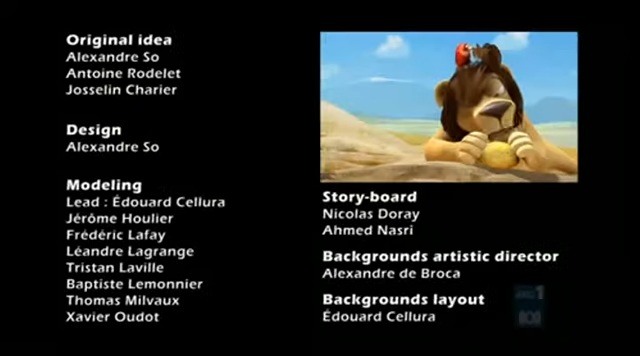 Original idea
Alexandre So
Antoine Rodelet
Josselin Charier
Design
Alexandre So
Modeling
Lead : Édouard Cellura
Jérôme Houlier
Frédéric Lafay
Léandre Lagrange
Tristan Laville
Baptiste Lemonnier
Thomas Milvaux
Xavier Oudot
Story-board
Nicolas Doray
Ahmed Nasri
Backgrounds artistic director
Alexandre de Broca
Backgrounds layout
Édouard Cellura